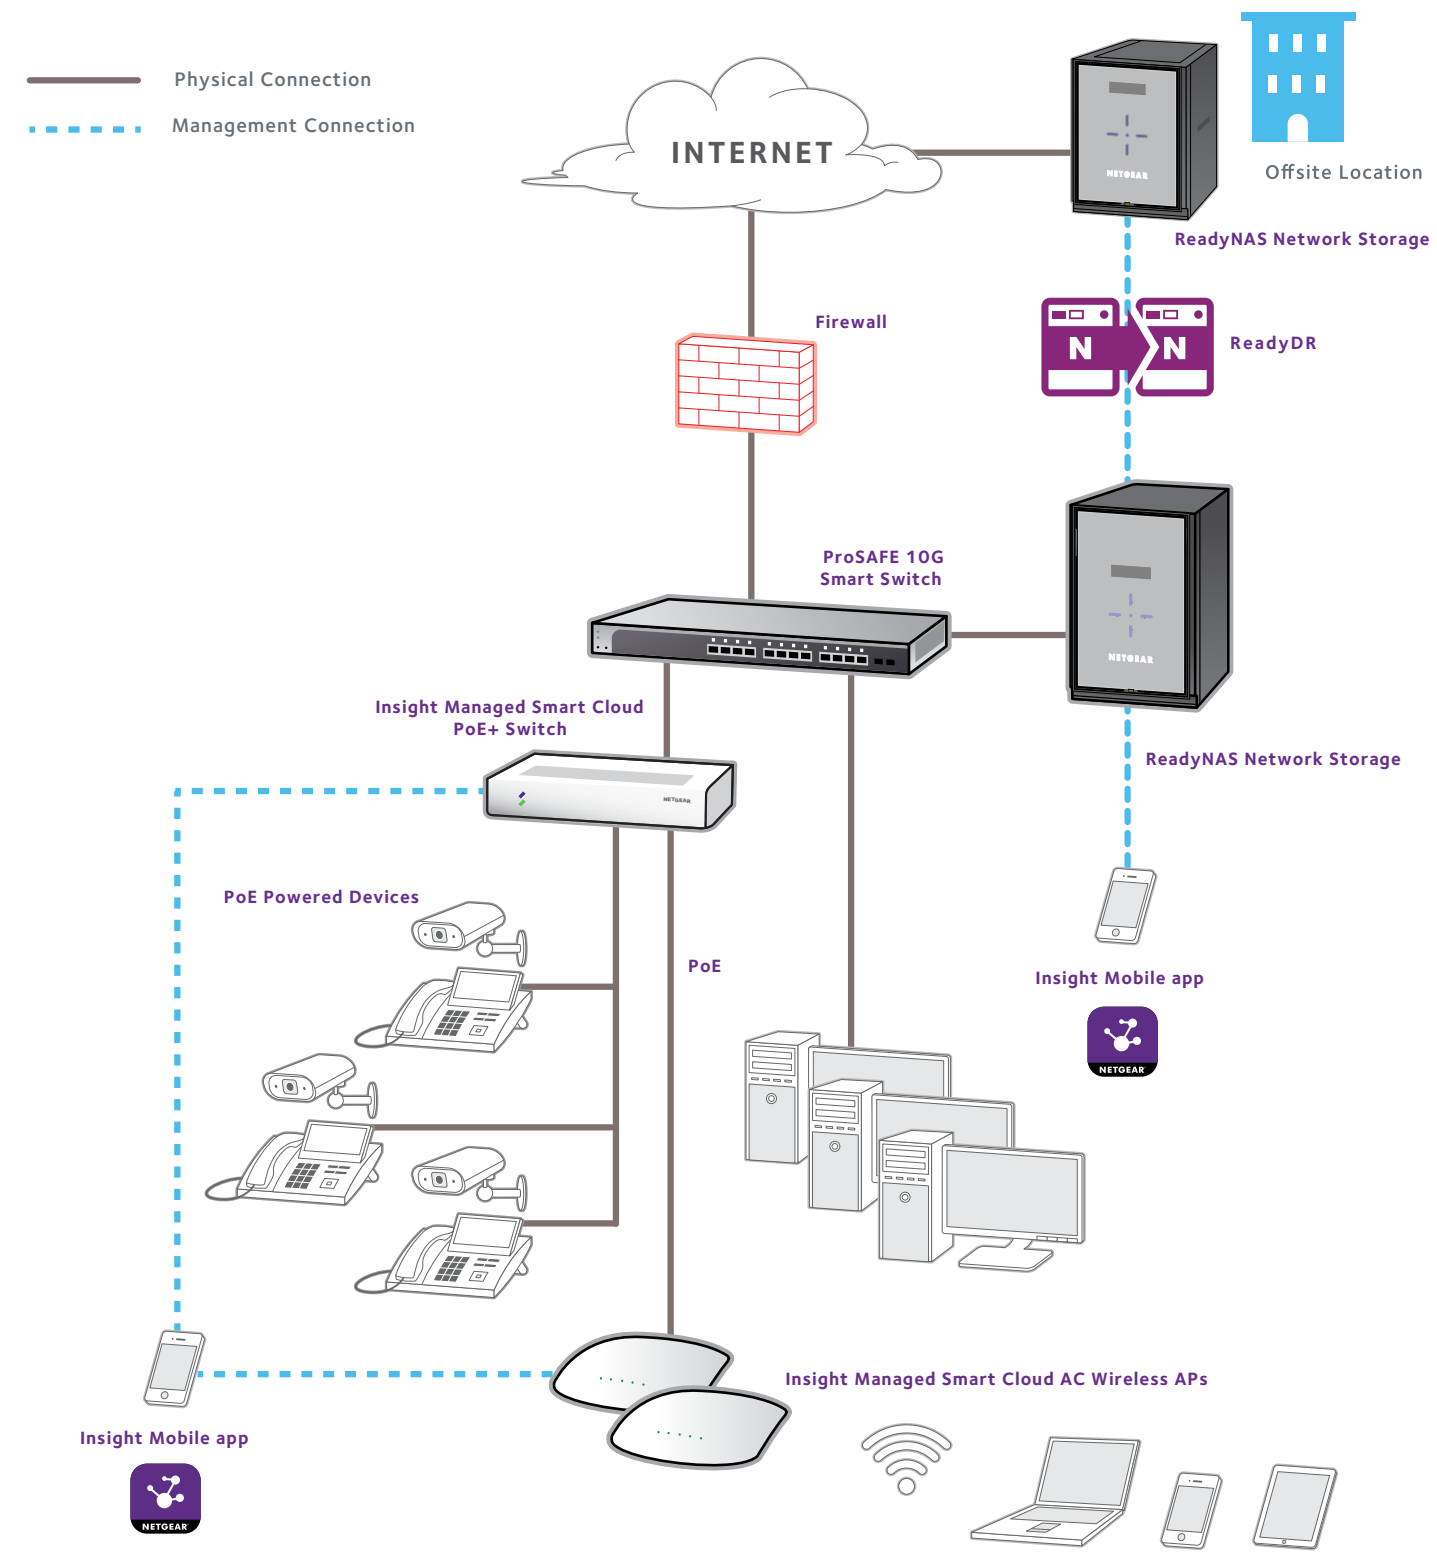 Physical Connection
Management Connection
INTERNET
NETGEAR
Offsite Location
ReadyNAS Network Storage
Firewall
N
N
ReadyDR
ProSAFE 10G
Smart Switch
NETGEAR
Insight Managed Smart Cloud
PoE+ Switch
NETGEAR
ReadyNAS Network Storage
PoE Powered Devices
PoE
Insight Mobile app
NETGEAR
Insight Managed Smart Cloud AC Wireless APs
Insight Mobile app
NETGEAR